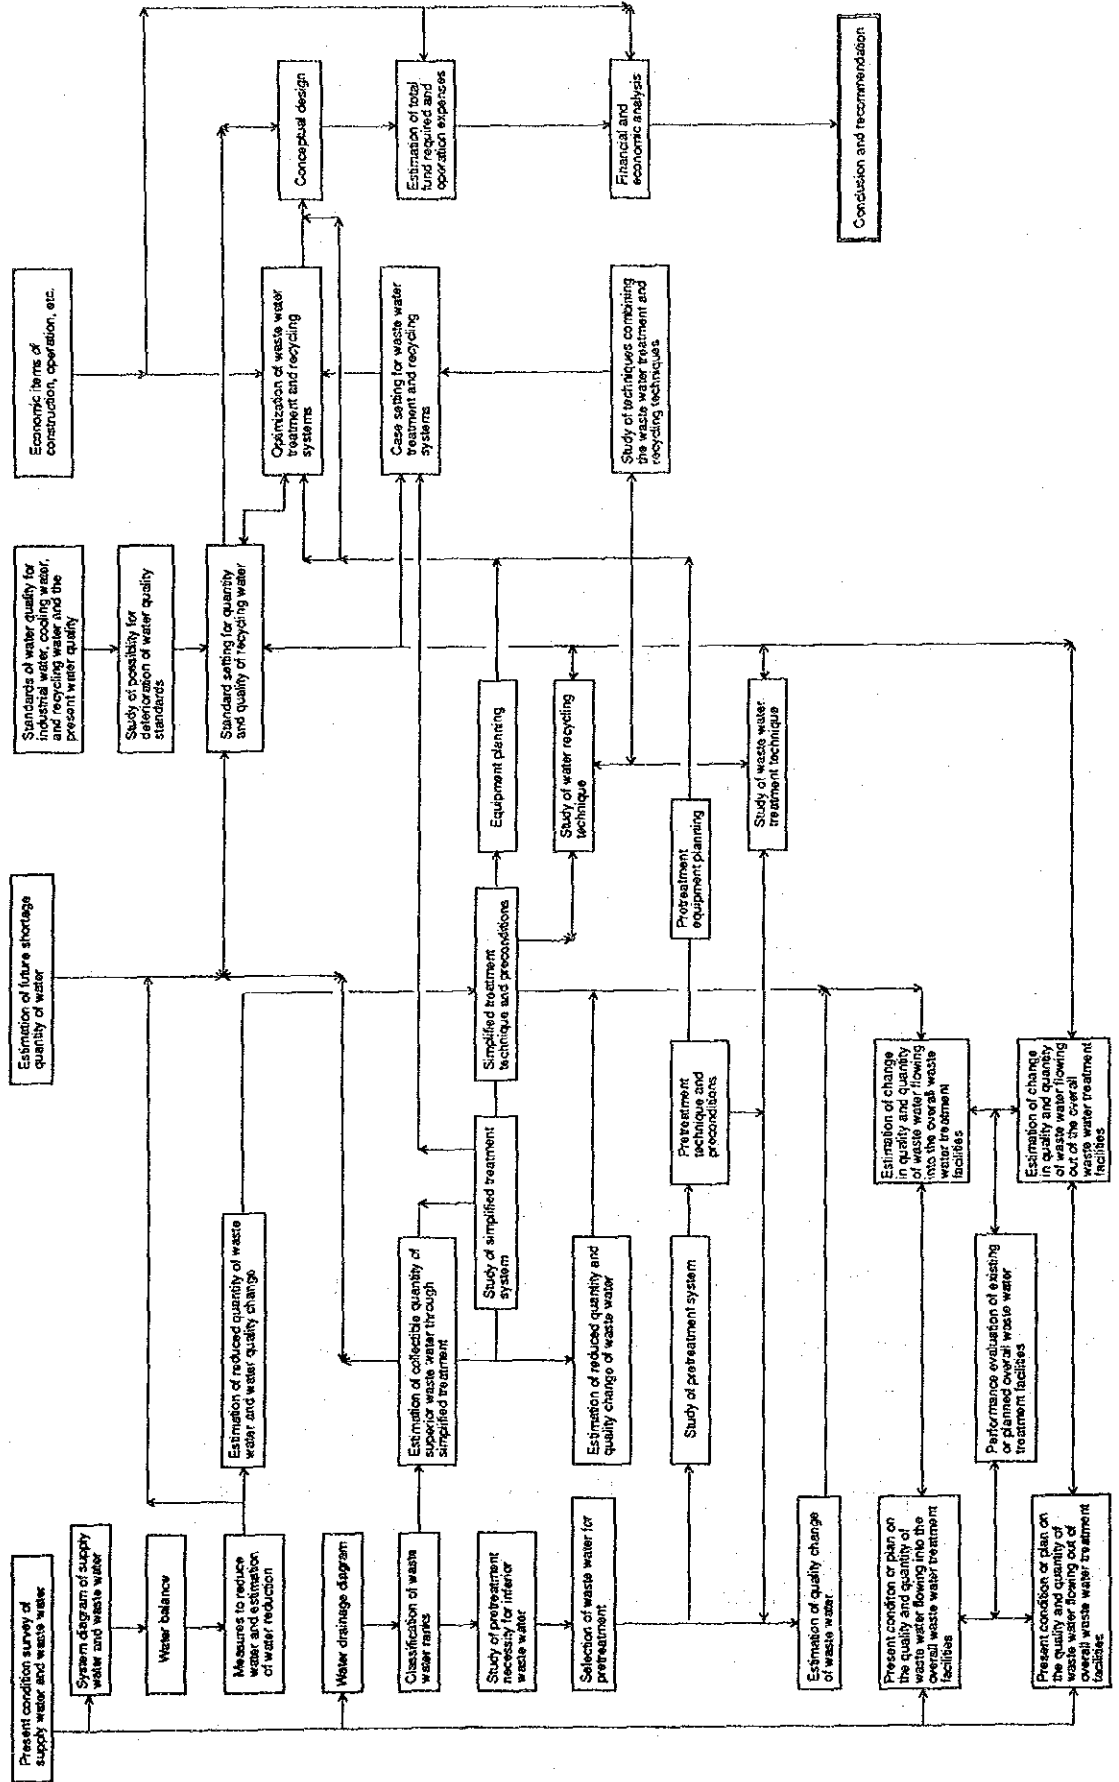 Present condition survey of
supply water and waste water
System diagram of supply
water and waste water
Water balance
Measures to reduce
water and estimation
of water reduction
Water drainage diagram
Classification of waste
water ranks
Study of pretreatment
necessity for inferior
waste water
Selection of waste water for
pretreatment
Estimation of quality change
of waste water
Present condition or plan on
the quality and quantity of
waste water flowing into the
overall waste water treatment
facilities
Present condition or plan on
the quality and quantity of
waste water flowing out of
overall waste water treatment
facilities
Estimation of reduced quantity of waste
water and water quality change
Estimation of collectible quantity of
superior waste water through
simplified treatment
Study of simplified treatment
system
Estimation of reduced quantity and
quality change of waste water
Study of pretreatment system
Performance evaluation of existing
or planned overall waste water
treatment facilities
Estimation of future shortage
quantity of water
Simplified treatment
technique and preconditions
Pretreatment
technique and
preconditions
Estimation of change
in quality and quantity
of waste water flowing
into the overall waste
water treatment
facilities
Estimation of change
in quality and quantity
of waste water flowing
out of the overall
waste water treatment
facilities
Standards of water quality for
industrial water, cooling water,
and recycling water and the
present water quality
Study of possiblity for
deterioration of water quality
standards
Standard setting for quantity
and quality of recycling water
Equipment planning
Study of water recycling
technique
Pretreatment
equipment planning
Study of waste water
treatment technique
Economic items of
construction, operation, etc.
Optimization of waste water
treatment and recycling
systems
Case setting for waste water
treatment and recycling
systems
Study of techniques combining
the waste water treatment and
recycling techniques
Conceptual design
Estimation of total
fund required and
operation expenses
Financial and
economic analysis
Conclusion and recommendation